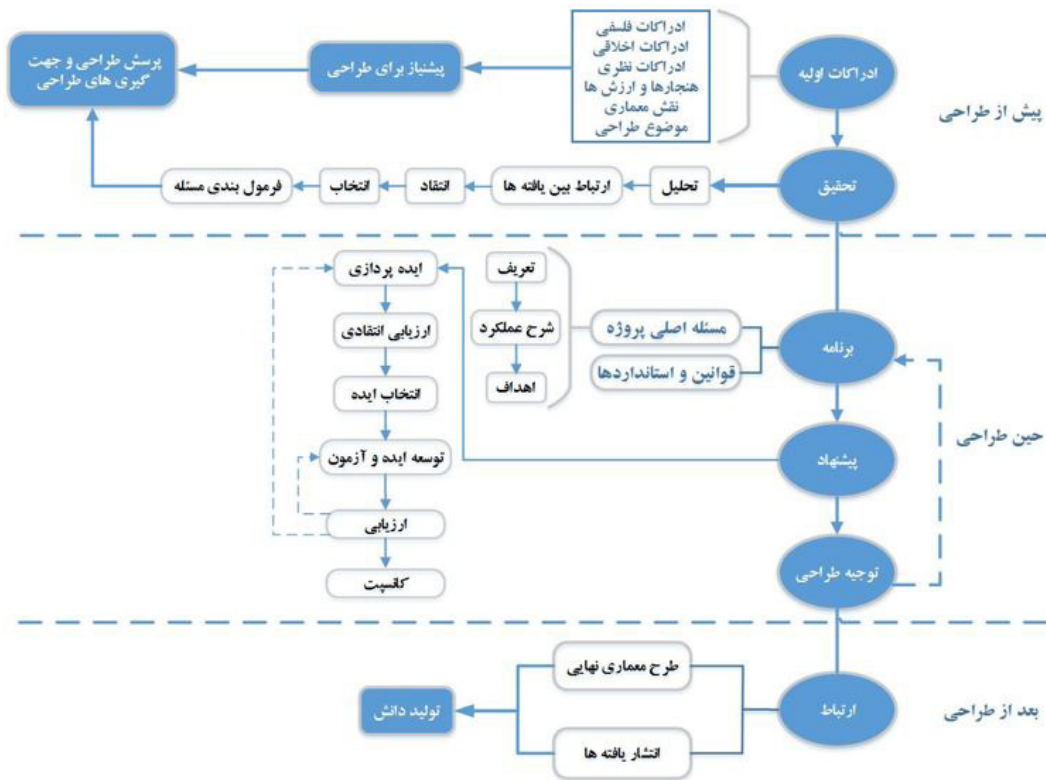 پیش از طراحی
ادراکات اولیه
ادراکات فلسفی
ادراکات اخلاقی
ادراکات نظری
هنجارها و ارزش ها
نقش معماری
موضوع طراحی
پیشنیاز برای طراحی
پرسش طراحی و جهت
گیری های طراحی
تحقیق
تحلیل
ارتباط بین یافته ها
انتقاد
انتخاب
فرمول بندی مسئله
حین طراحی
برنامه
مسئله اصلی پروژه
قوانین و استانداردها
تعریف
شرح عملکرد
اهداف
پیشنهاد
ایده پردازی
ارزیابی انتقادی
انتخاب ایده
توسعه ایده و آزمون
ارزیابی
کانسپت
توجیه طراحی
بعد از طراحی
ارتباط
طرح معماری نهایی
انتشار یافته ها
تولید دانش